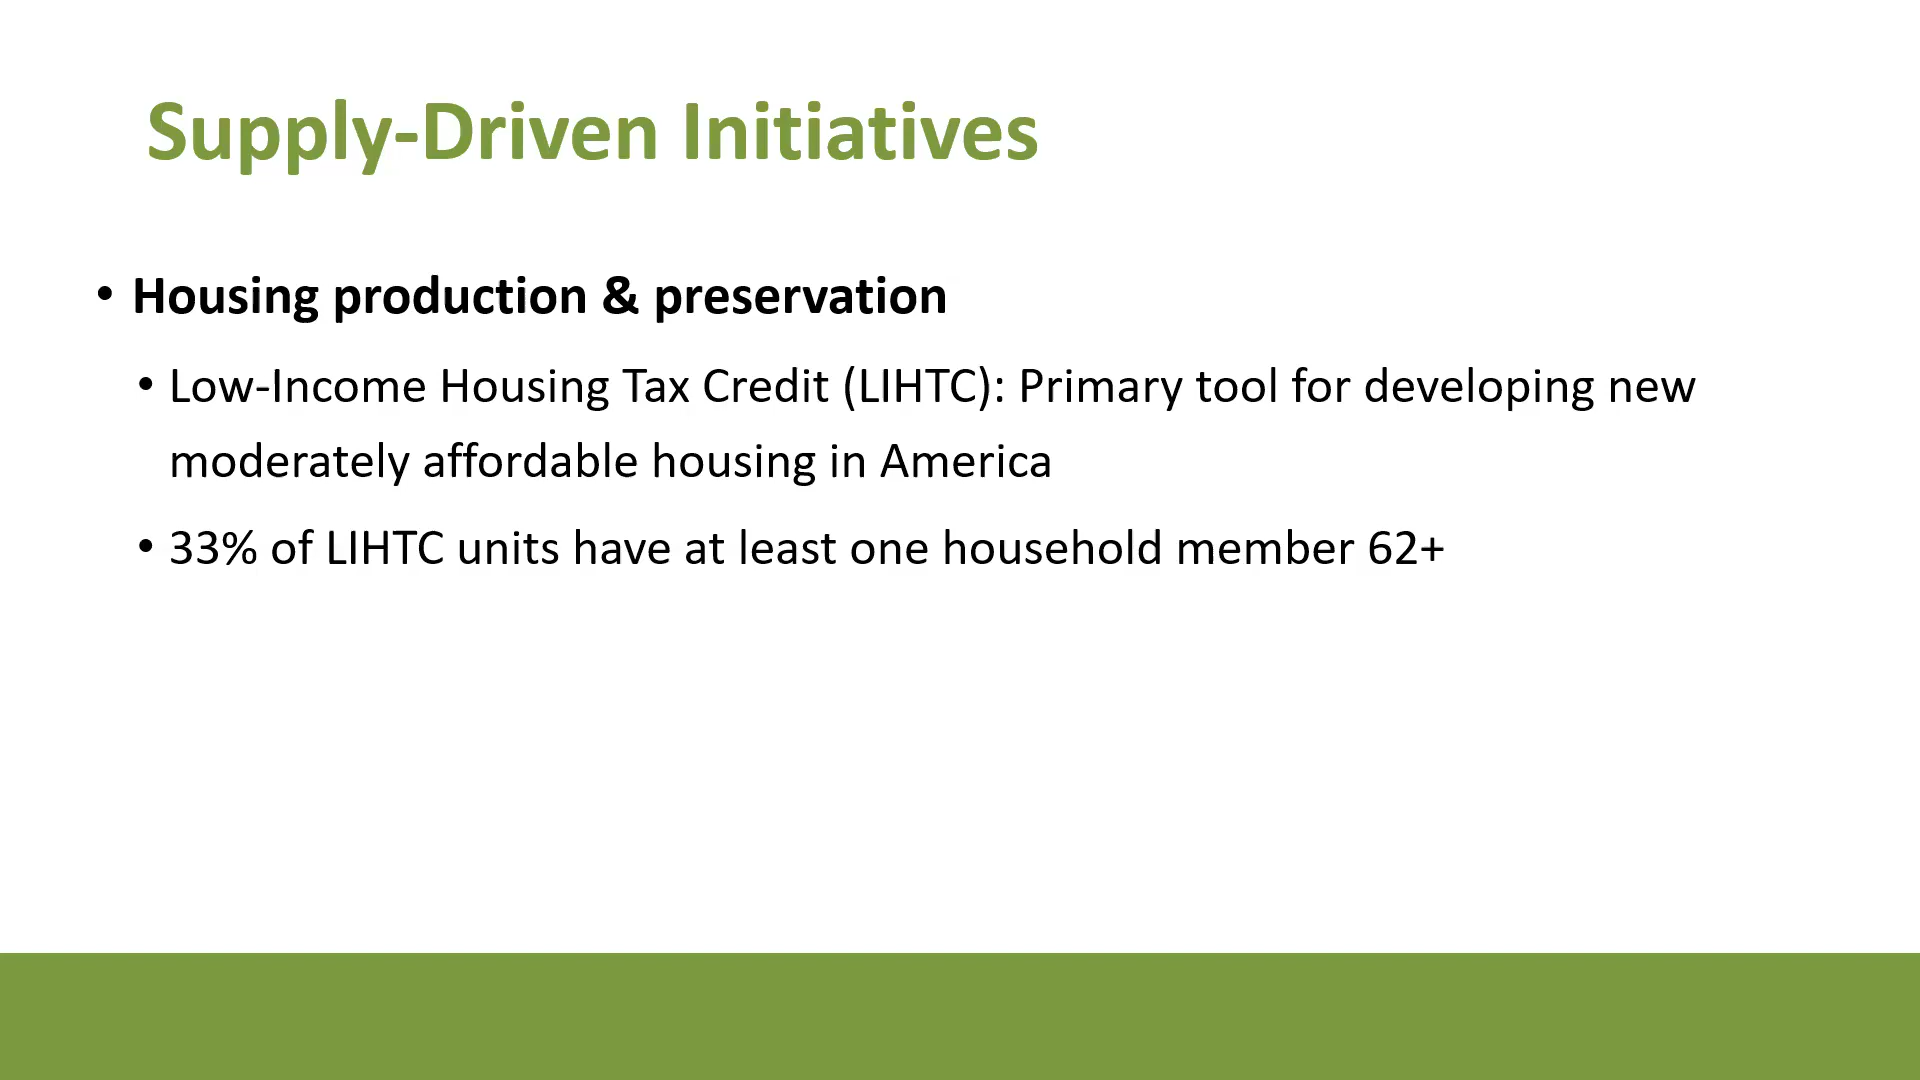 Supply-Driven Initiatives
• Housing production & preservation
• Low-Income Housing Tax Credit (LIHTC): Primary tool for developing new
moderately affordable housing in America
• 33% of LIHTC units have at least one household member 62+